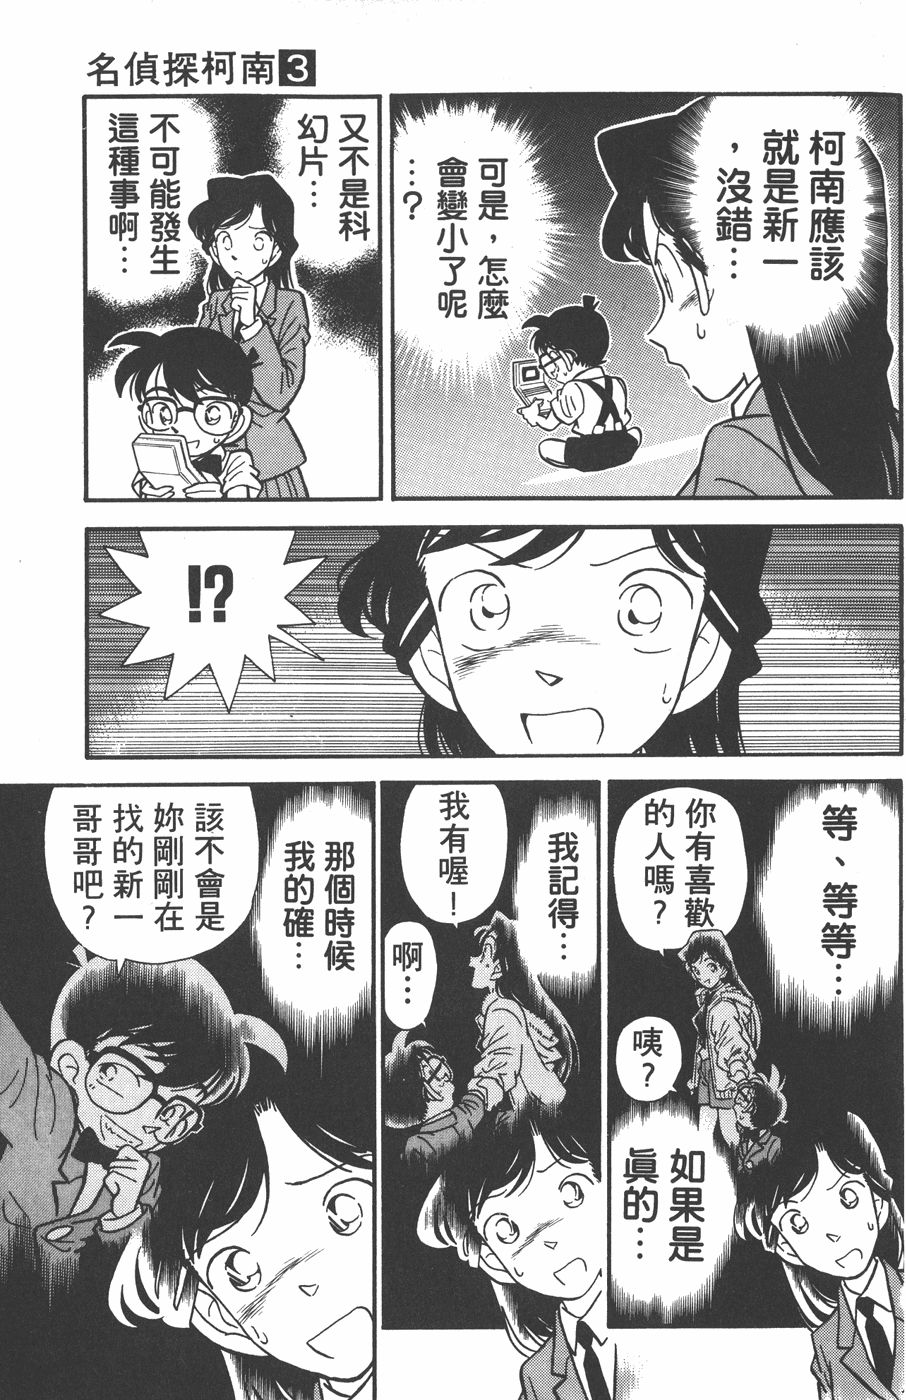 名偵探柯南3
柯南應該
就是新一
，沒錯…
可是，怎麼
會變小了呢
…？
又不是科
幻片…
不可能發生
這種事啊…
!?
等、等等…
你有喜歡
的人嗎？
咦？
如果是
真的…
我記得…
我有喔！
啊…
那個時候
我的確…
該不會是
妳剛剛在
找的新一
哥哥吧？